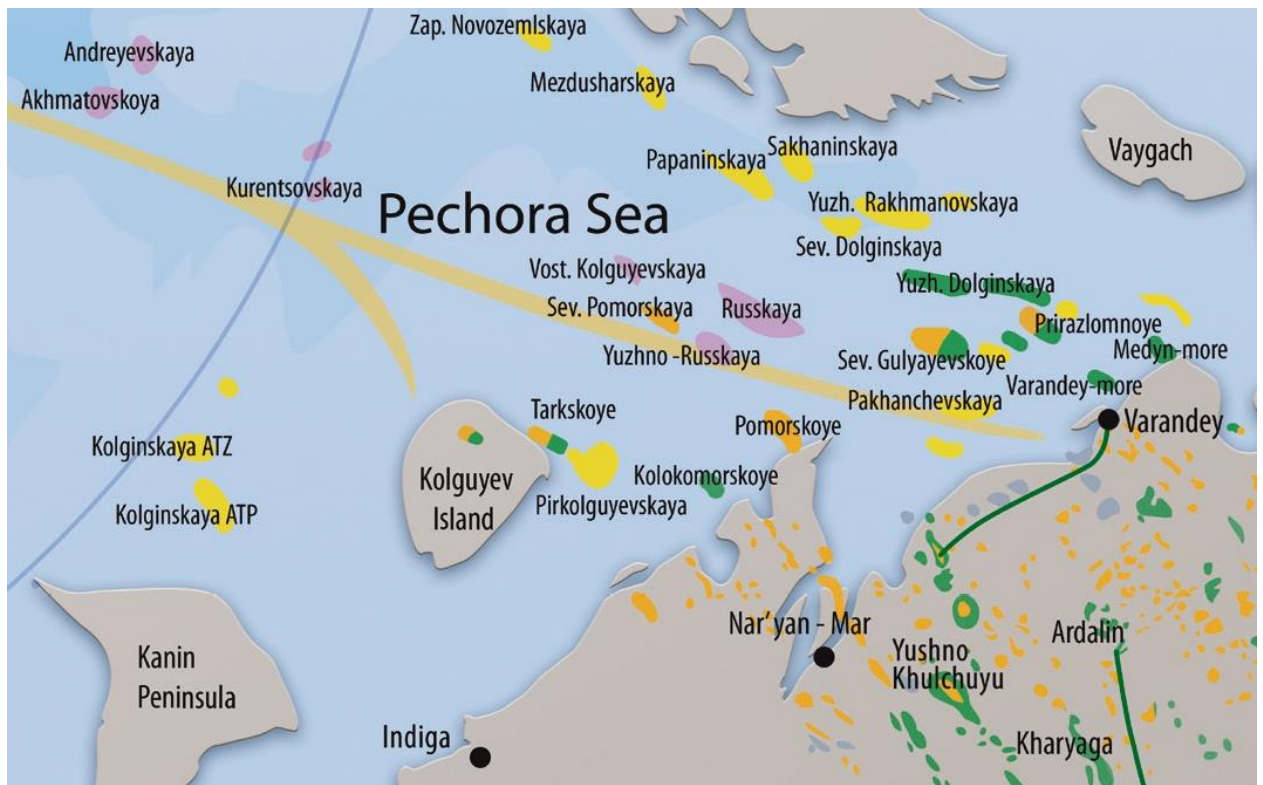 Zap. Novozemlskaya
Andreyevskaya
Mezdusharskaya
Akhmatovskoya
Sakhaninskaya
Vaygach
Papaninskaya
Kurentsovskaya
Yuzh. Rakhmanovskaya
Pechora Sea
Sev. Dolginskaya
Vost. Kolguyevskaya
Yuzh. Dolginskaya
Sev. Pomorskaya
Russkaya
Prirazlomnoye
Yuzhno -Russkaya
Sev. Gulyayevskoye
Medyn-more
Varandey-more
Pakhanchevskaya
Tarkskoye
Pomorskoye
Varandey
Kolginskaya ATZ
Kolguyev
Island
Kolokomorskoye
Pirkolguyevskaya
Kolginskaya ATP
Nar'yan - Mar
Ardalin
Yushno
Khulchuyu
Kanin
Peninsula
Indiga
Kharyaga